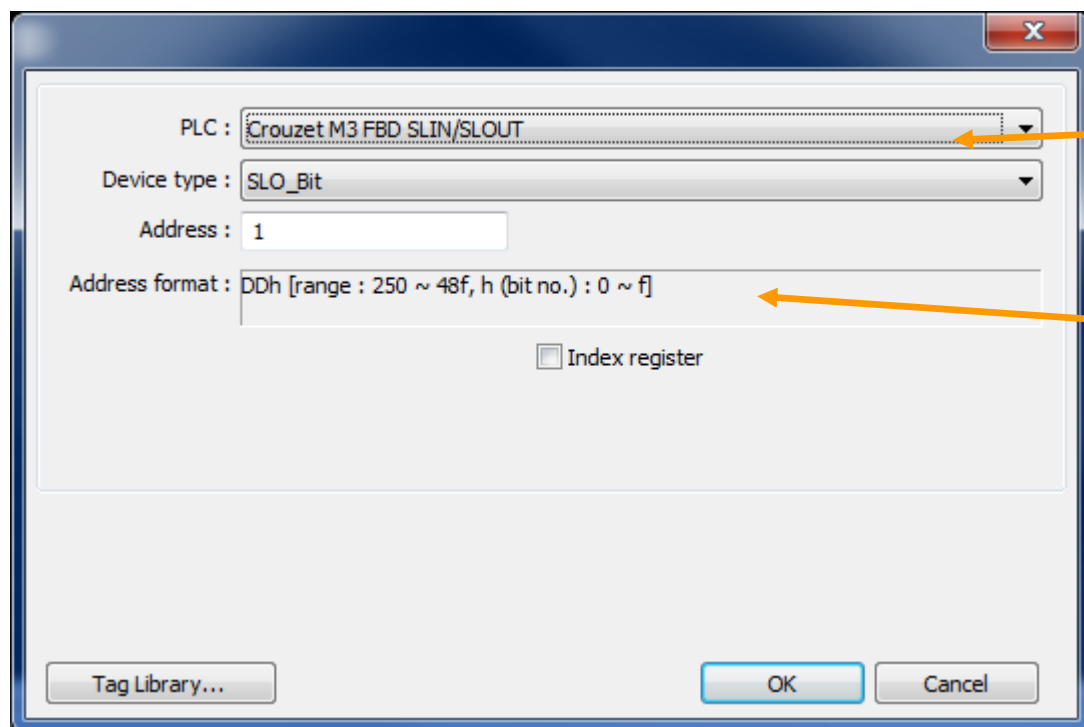 PLC : Crouzet M3 FBD SLIN/SLOUT
Device type : SLO_Bit
Address : 1
Address format : DDh [range : 250 ~ 48f, h (bit no.) : 0 ~ f]
Index register
Tag Library... OK Cancel